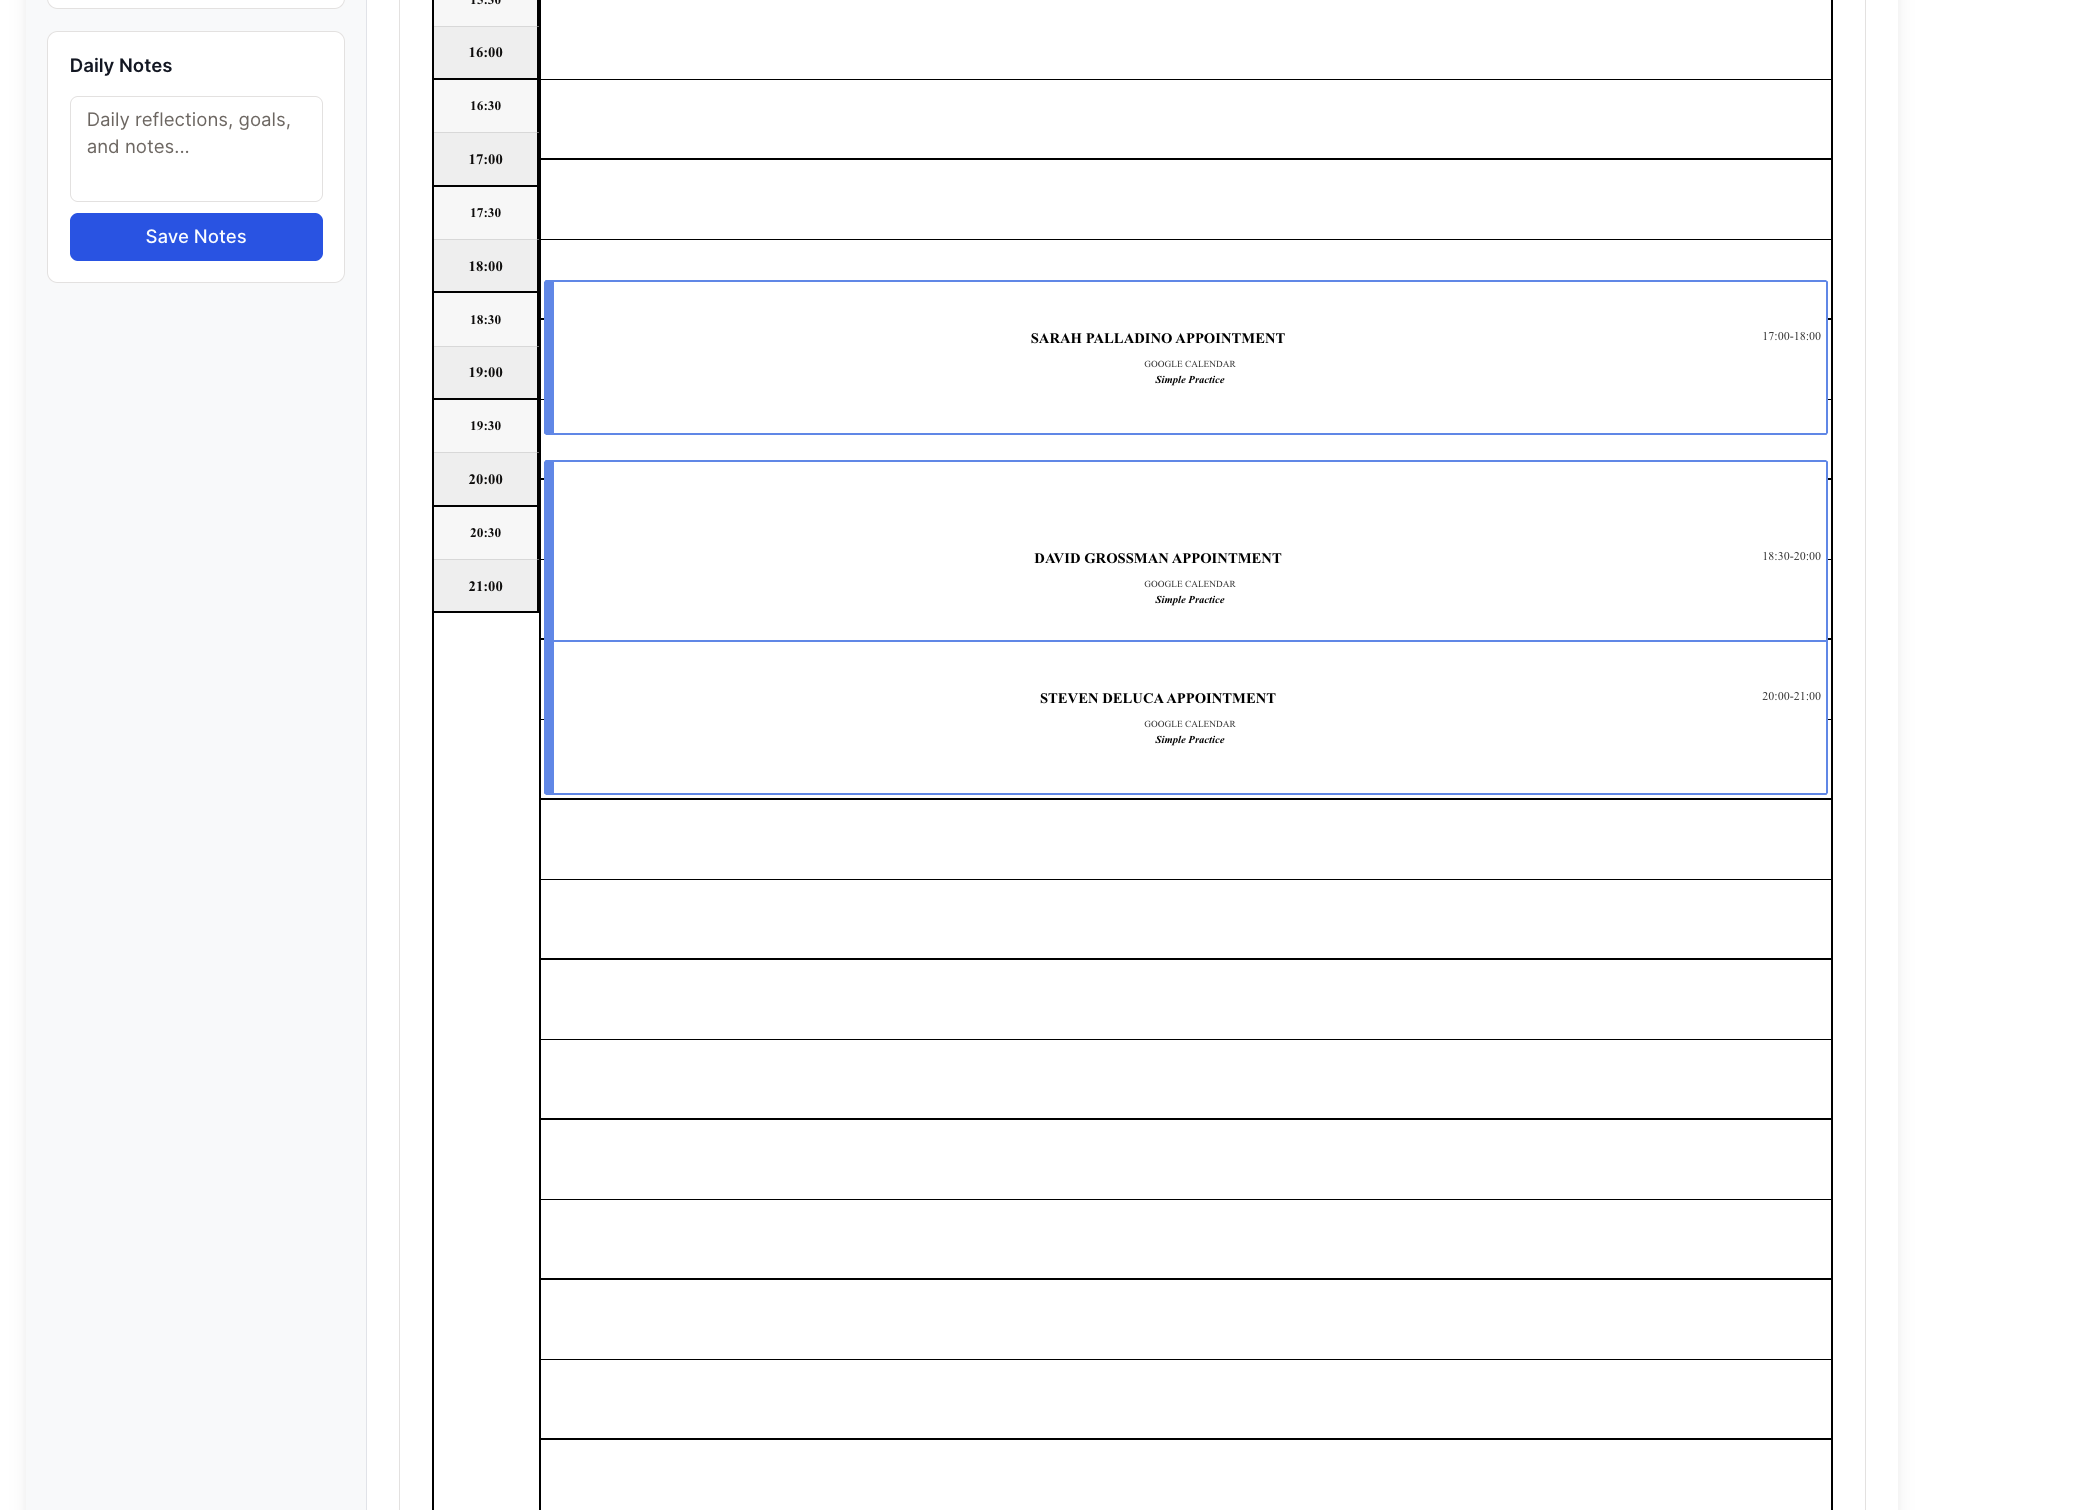 Daily Notes
Daily reflections, goals,
and notes...
Save Notes
16:00
16:30
17:00
17:30
18:00
18:30
19:00
19:30
20:00
20:30
21:00
SARAH PALLADINO APPOINTMENT
17:00-18:00
GOOGLE CALENDAR
Simple Practice
DAVID GROSSMAN APPOINTMENT
18:30-20:00
GOOGLE CALENDAR
Simple Practice
STEVEN DELUCA APPOINTMENT
20:00-21:00
GOOGLE CALENDAR
Simple Practice